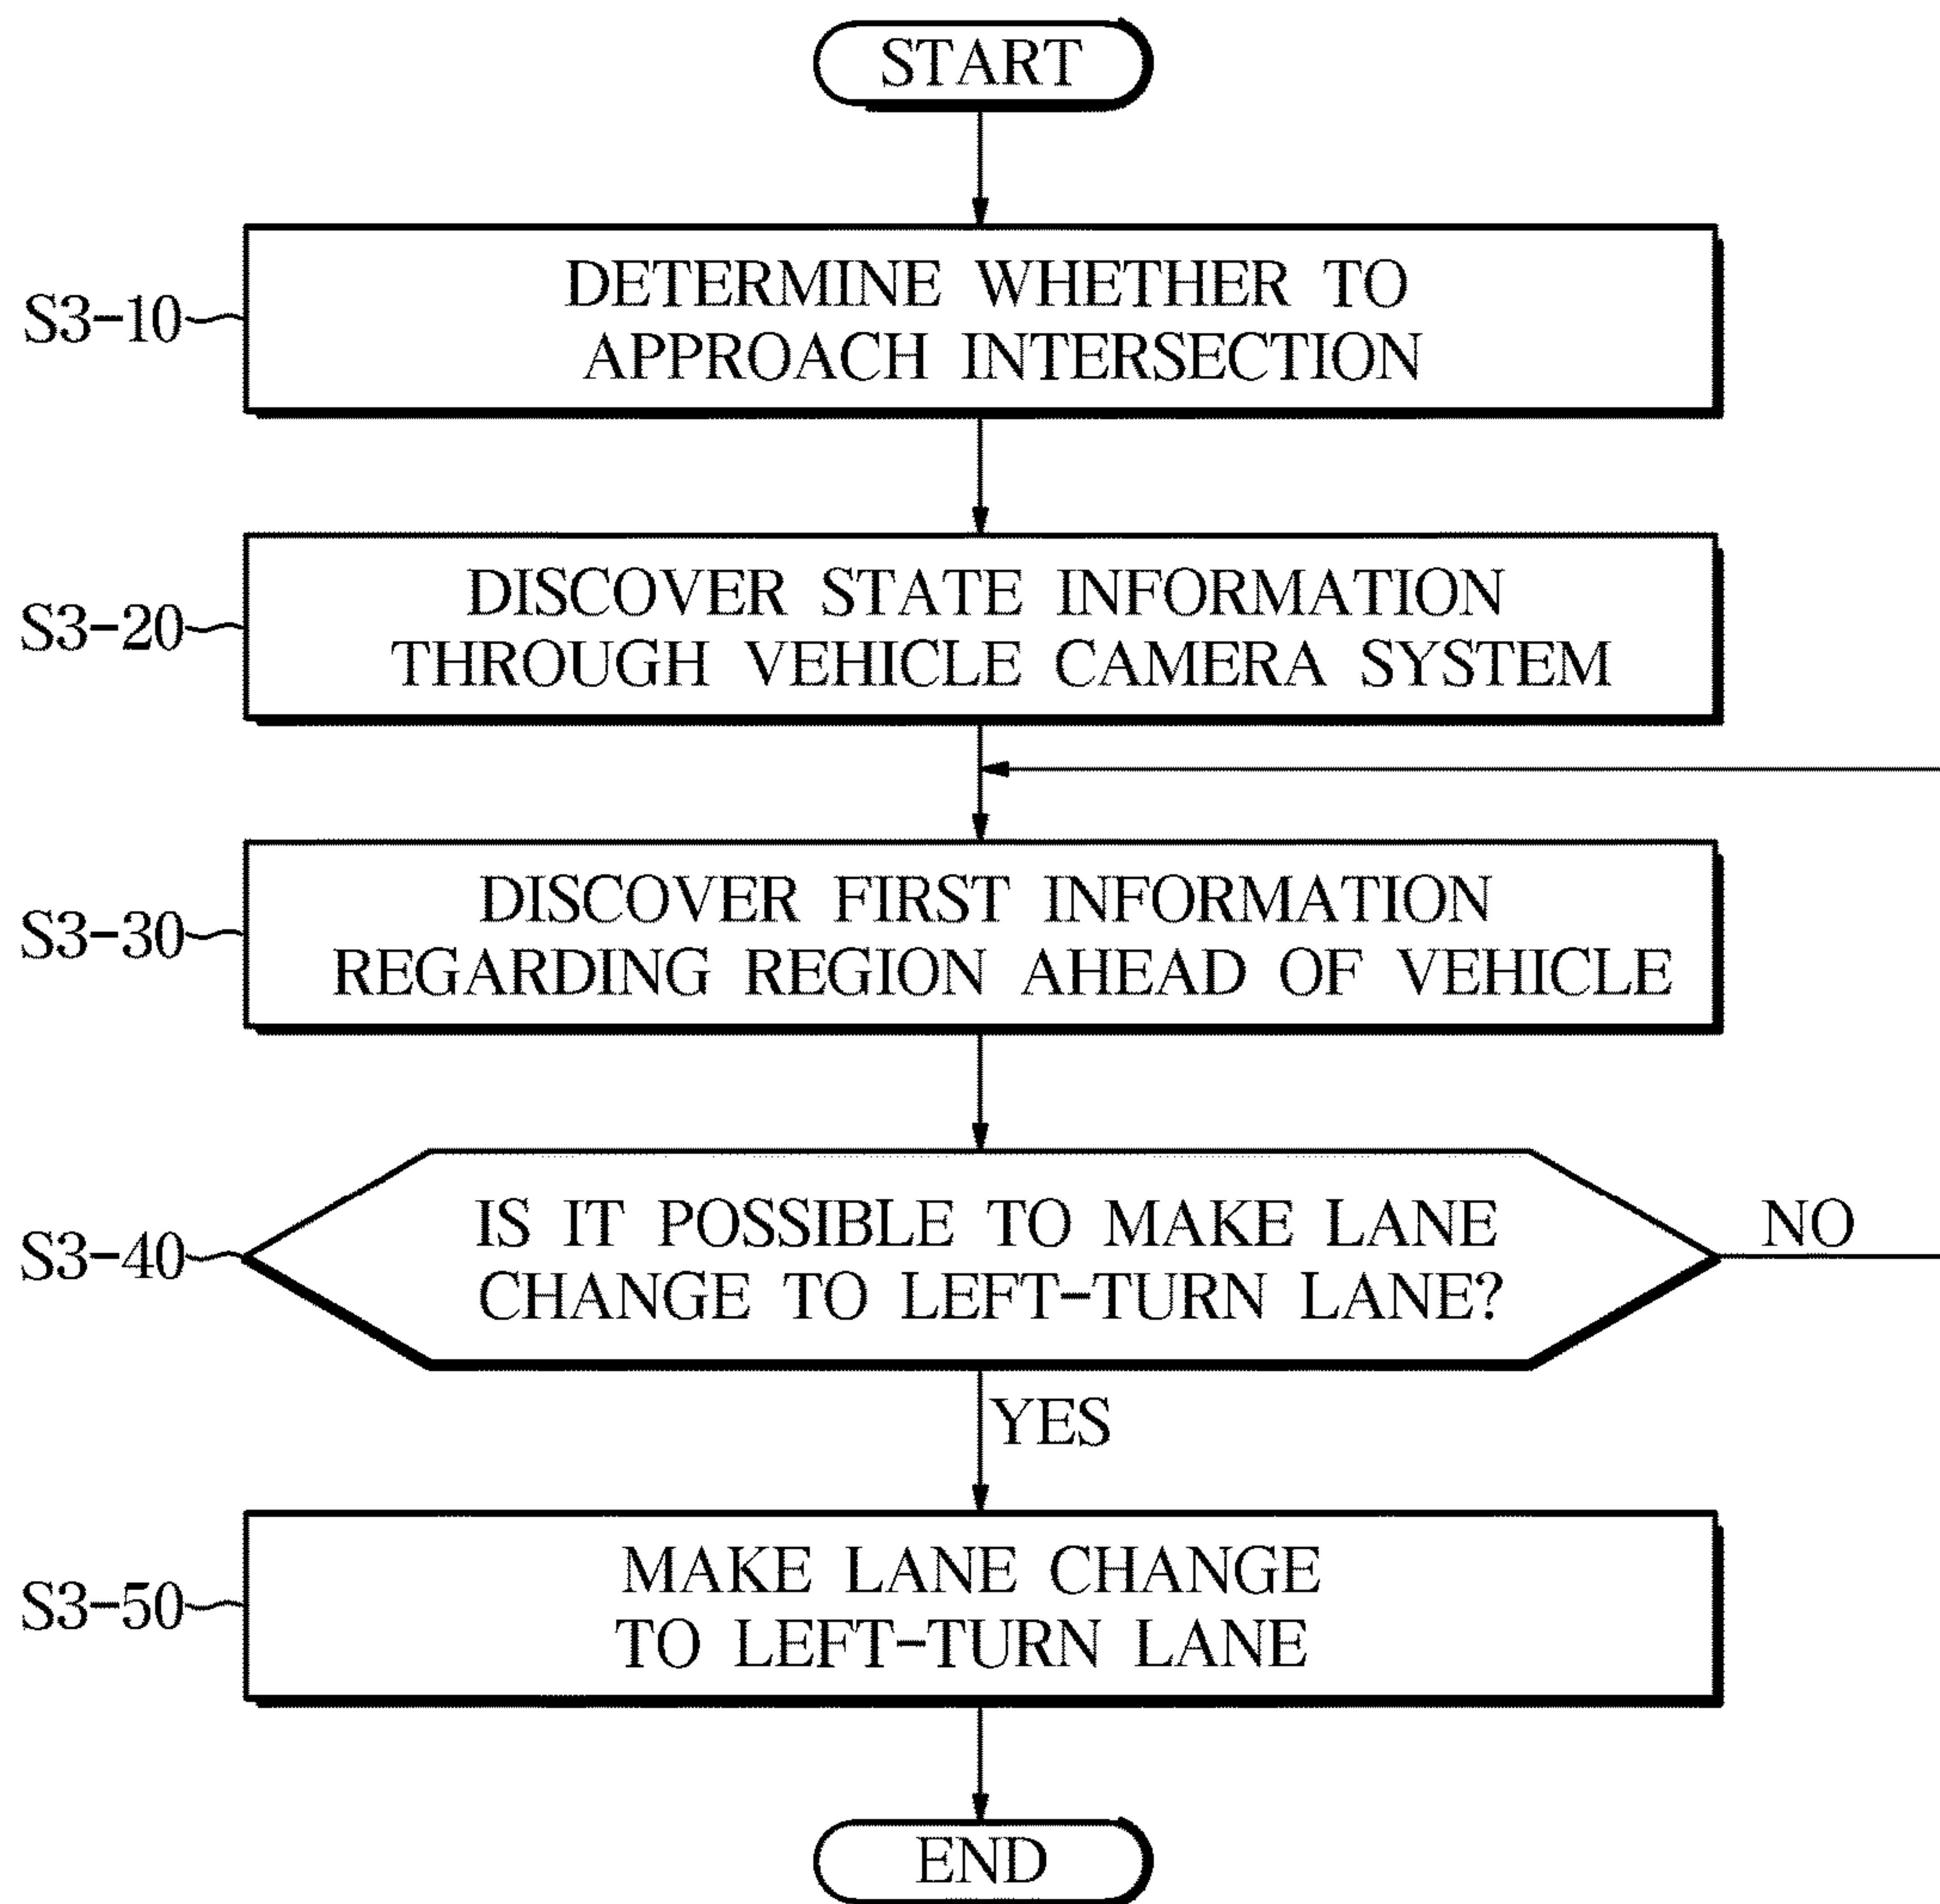 START
S3-10
DETERMINE WHETHER TO
APPROACH INTERSECTION
S3-20
DISCOVER STATE INFORMATION
THROUGH VEHICLE CAMERA SYSTEM
S3-30
DISCOVER FIRST INFORMATION
REGARDING REGION AHEAD OF VEHICLE
S3-40
IS IT POSSIBLE TO MAKE LANE
CHANGE TO LEFT-TURN LANE?
NO
YES
S3-50
MAKE LANE CHANGE
TO LEFT-TURN LANE
END